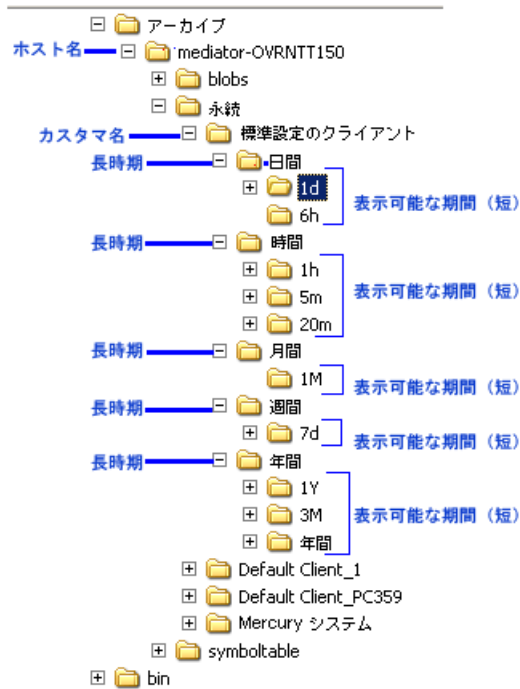 アーカイブ
ホスト名 mediator-OVRNTT150
blobs
永続
カスタマ名 標準設定のクライアント
長時期 日間
1d
表示可能な期間（短）
6h
長時期 時間
1h
5m 表示可能な期間（短）
20m
長時期 月間
1M 表示可能な期間（短）
長時期 週間
7d 表示可能な期間（短）
長時期 年間
1Y
3M 表示可能な期間（短）
年間
Default Client_1
Default Client_PC359
Mercury システム
symboltable
bin